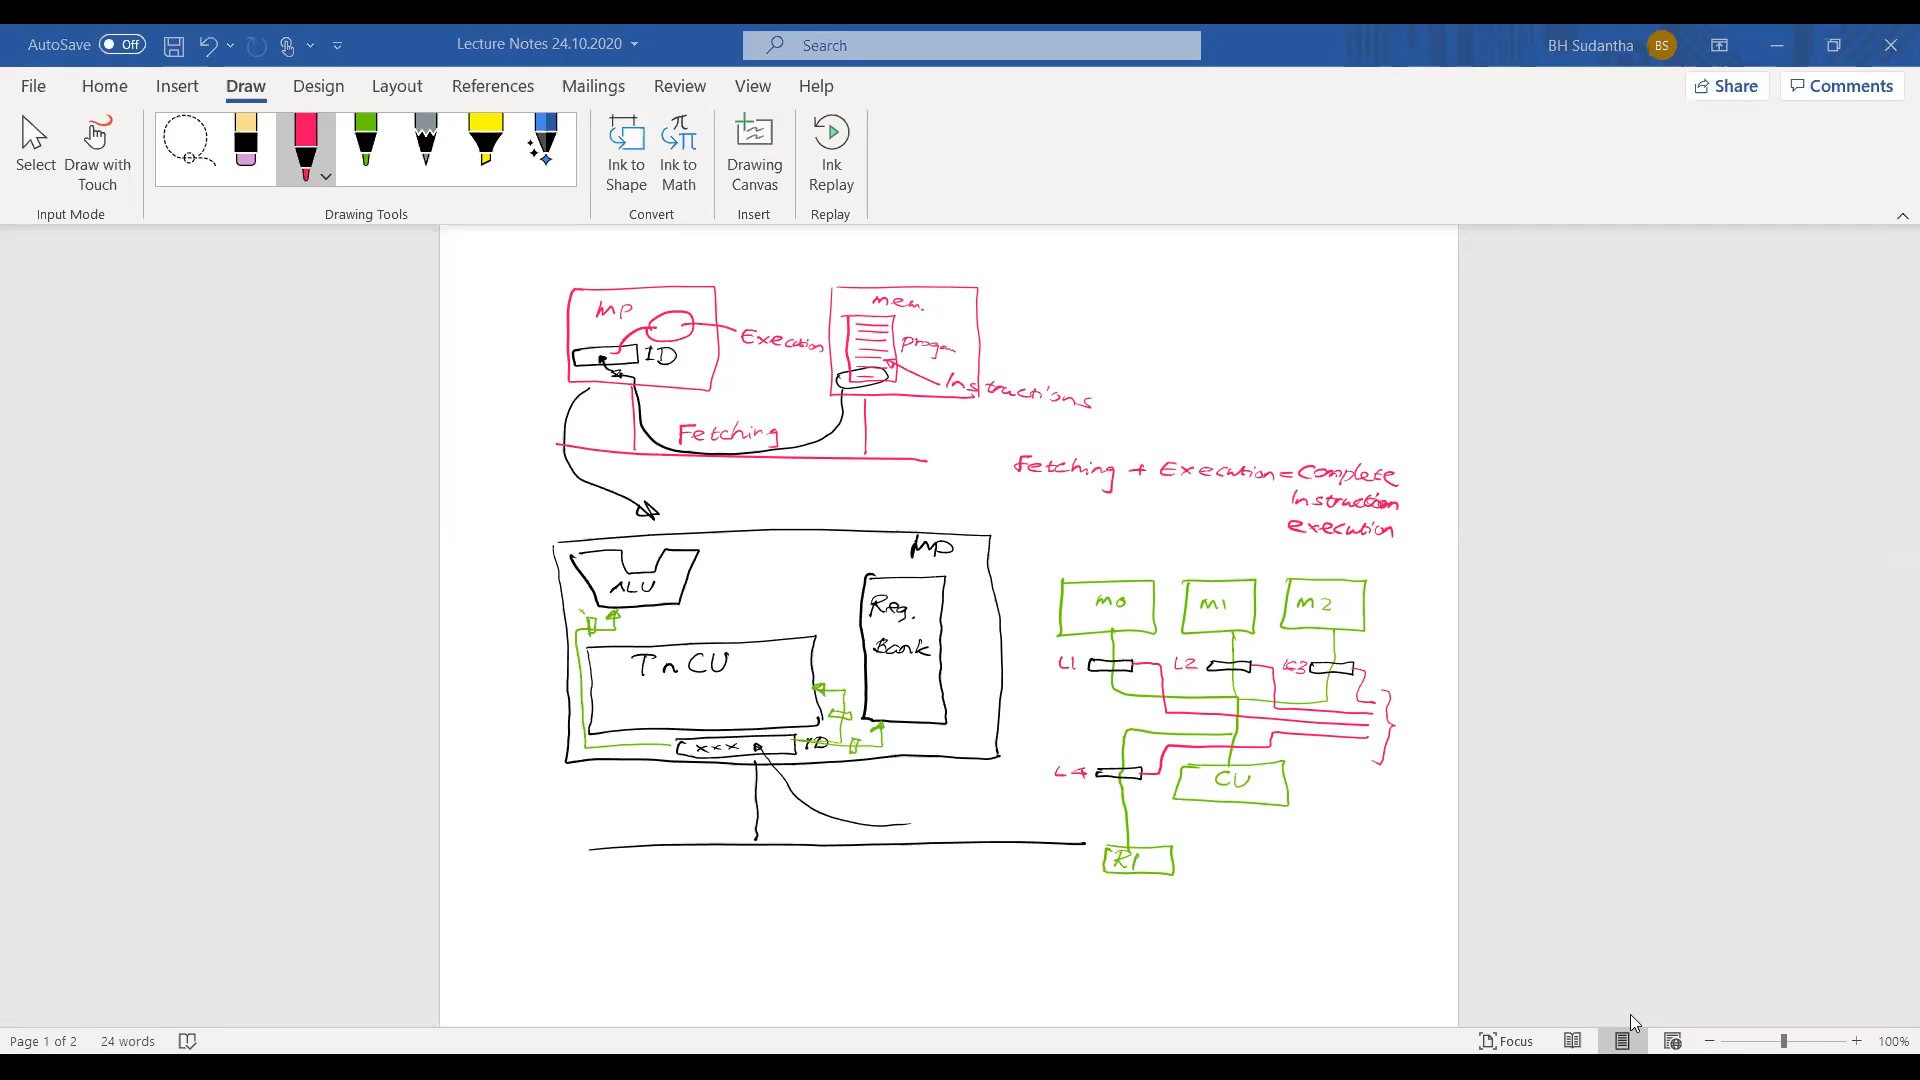 AutoSave Off
Lecture Notes 24.10.2020
Search
BH Sudantha BS
File Home Insert Draw Design Layout References Mailings Review View Help
Share Comments
Select
Draw with Touch
Ink to Shape
Ink to Math
Drawing Canvas
Ink Replay
Input Mode
Drawing Tools
Convert
Insert
Replay
MP
ID
Execution
mem.
Instructions
Fetching
Fetching + Execution = Complete
Instruction
execution
MP
ALU
Reg.
Bank
TnCU
xxx
ID
M0 M1 M2
L1 L2 L3
L4
CU
R1
Page 1 of 2 24 words
Focus
100%